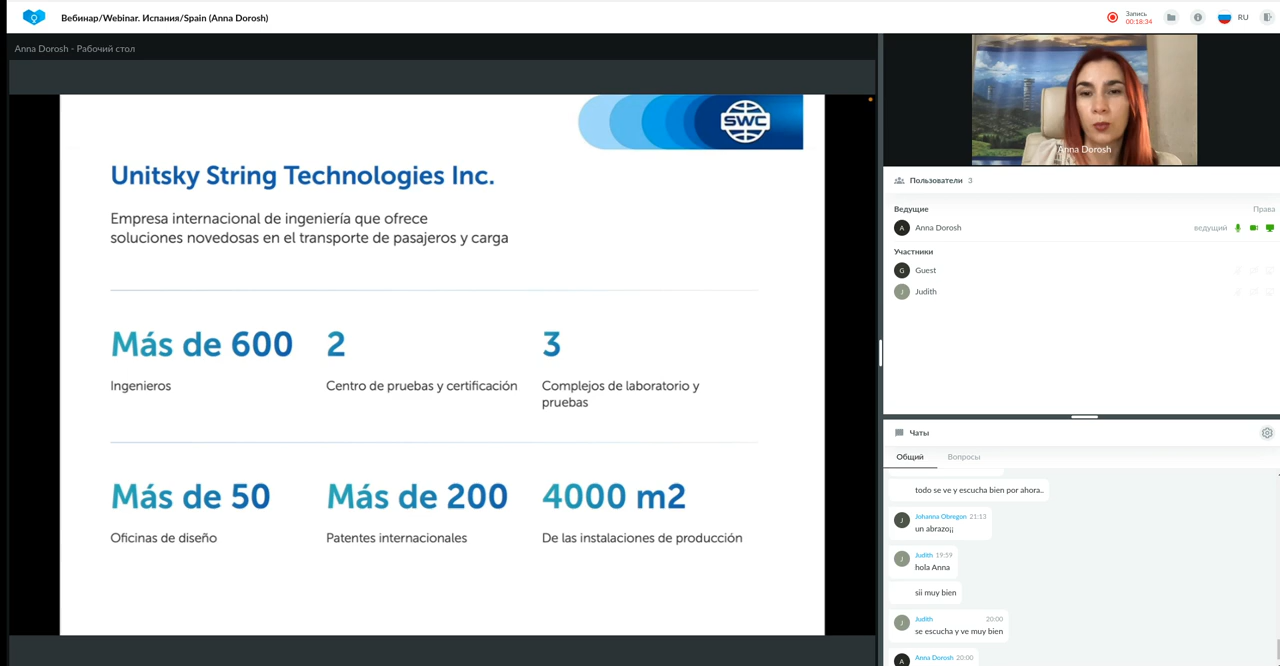 Вебинар/Webinar. Испания/Spain (Anna Dorosh)
Запись
00:18:34
RU
Anna Dorosh - Рабочий стол
SWC
Unitsky String Technologies Inc.
Empresa internacional de ingeniería que ofrece
soluciones novedosas en el transporte de pasajeros y carga
Más de 600
Ingenieros
2
Centro de pruebas y certificación
3
Complejos de laboratorio y
pruebas
Más de 50
Oficinas de diseño
Más de 200
Patentes internacionales
4000 m2
De las instalaciones de producción
Anna Dorosh
Пользователи 3
Ведущие
Права
A
Anna Dorosh
ведущий
Участники
G
Guest
J
Judith
Чаты
Общий
Вопросы
todo se ve y escucha bien por ahora..
J
Johanna Obregon 21:13
un abrazo¡¡
J
Judith 19:59
hola Anna
sii muy bien
J
Judith 20:00
se escucha y ve muy bien
A
Anna Dorosh 20:00